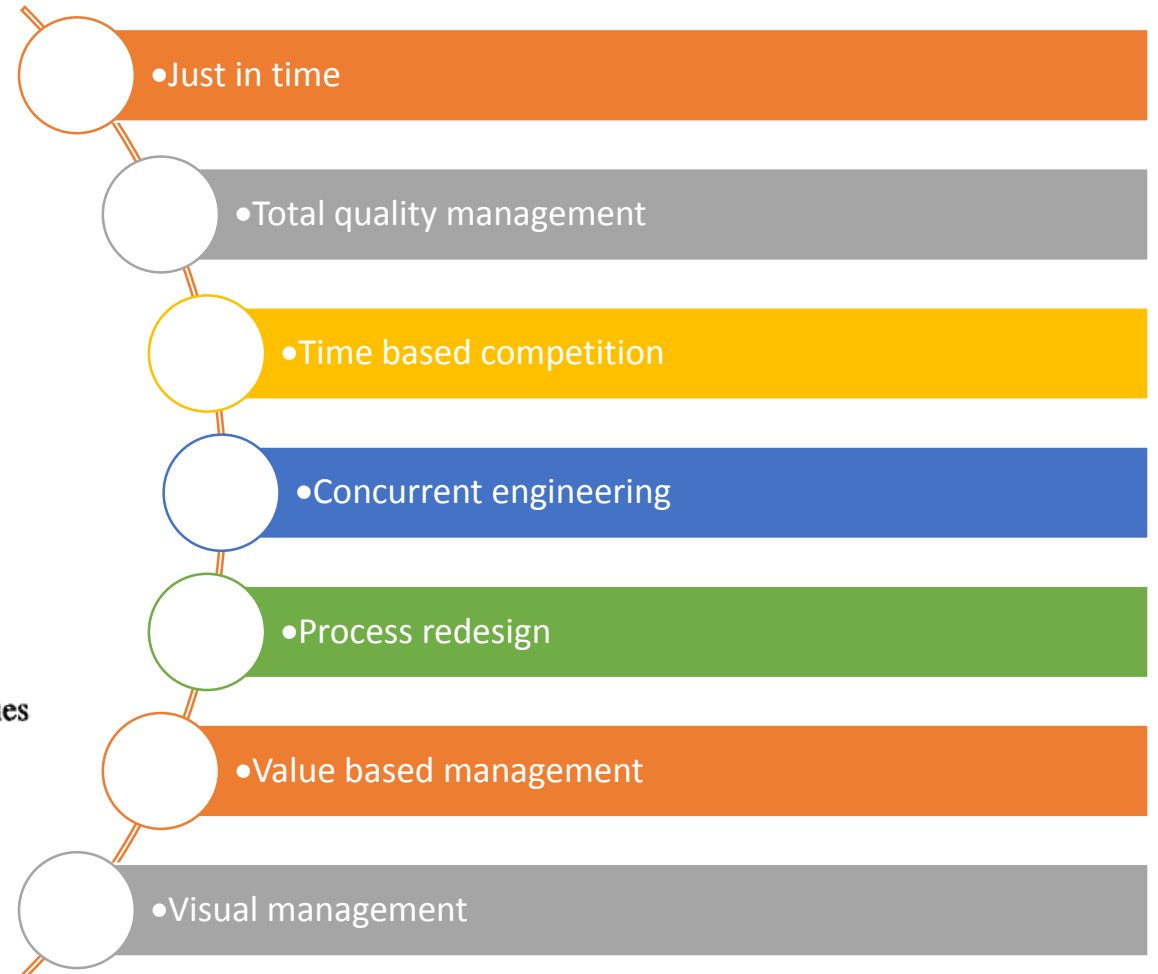 •Just in time
•Total quality management
•Time based competition
•Concurrent engineering
•Process redesign
•Value based management
•Visual management